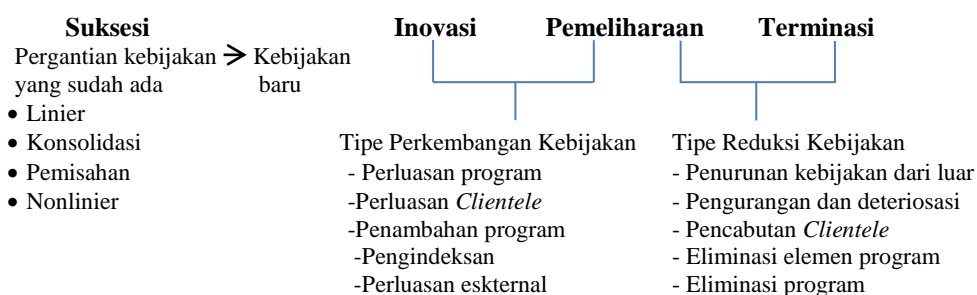 Suksesi Inovasi Pemeliharaan Terminasi
Pergantian kebijakan → Kebijakan
yang sudah ada baru
• Linier
• Konsolidasi Tipe Perkembangan Kebijakan Tipe Reduksi Kebijakan
• Pemisahan - Perluasan program - Penurunan kebijakan dari luar
• Nonlinier -Perluasan Clientele - Pengurangan dan deteriosasi
-Penambahan program - Pencabutan Clientele
-Pengindeksan - Eliminasi elemen program
-Perluasan eskternal - Eliminasi program